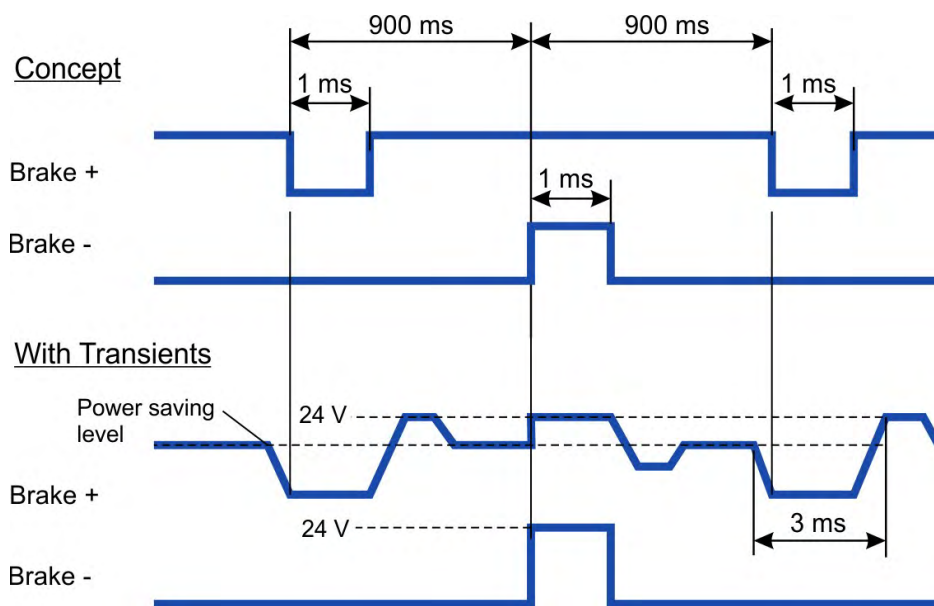 900 ms
900 ms
Concept
1 ms
1 ms
Brake +
1 ms
Brake -
With Transients
Power saving
level
24 V
Brake +
24 V
3 ms
Brake -